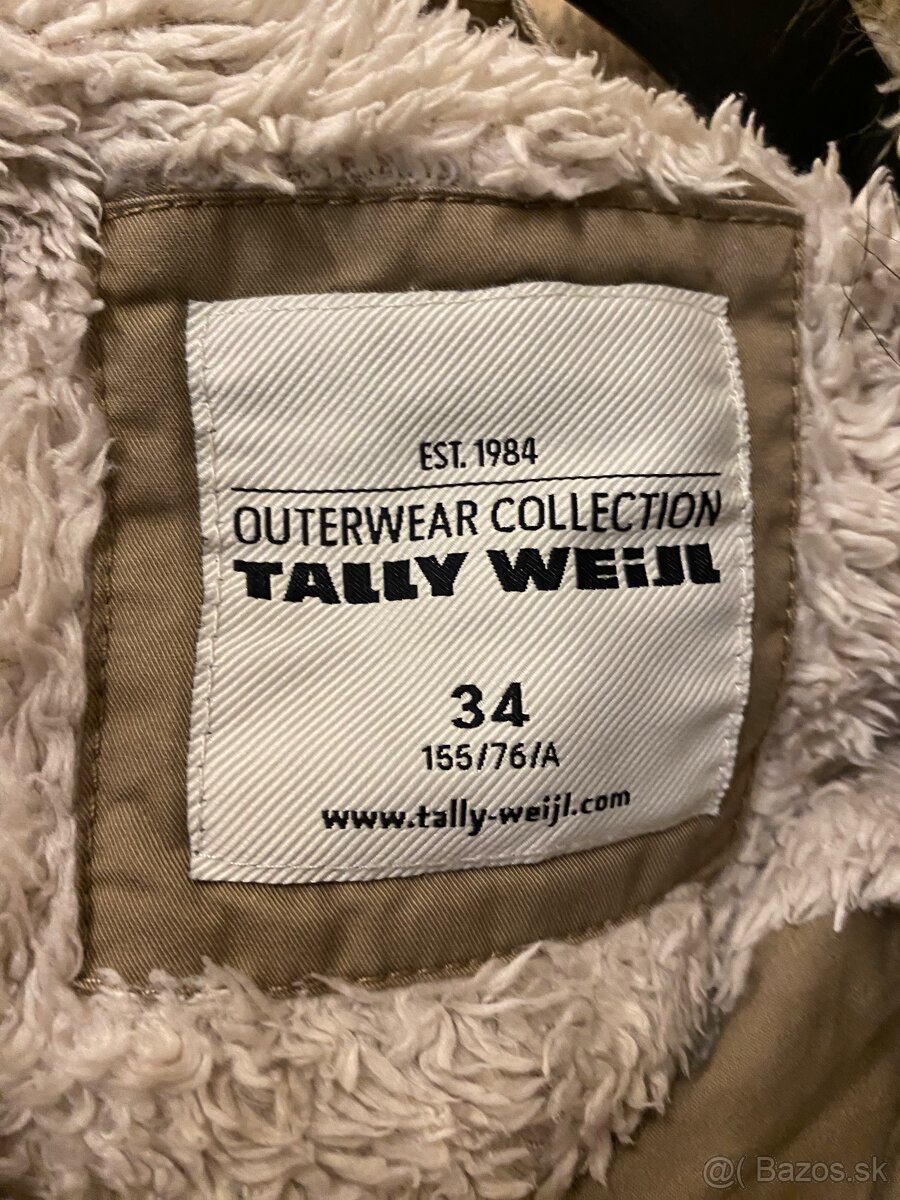 EST. 1984
OUTERWEAR COLLECTION
TALLY WEiJL
34
155/76/A
www.tally-weijl.com
@( Bazos.sk